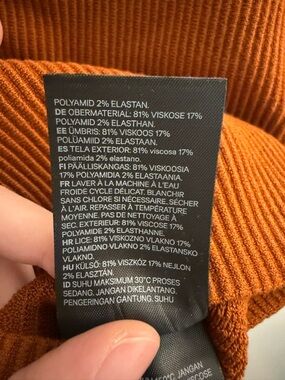 POLYAMID 2% ELASTAN.
DE OBERMATERIAL: 81% VISKOSE 17%
POLYAMID 2% ELASTHAN.
EE ÜMBRIS: 81% VISKOOS 17%
POLÜAMIID 2% ELASTAAN.
ES TELA EXTERIOR: 81% viscosa 17%
poliamida 2% elastano.
FI PÄÄLLISKANGAS: 81% VISKOOSIA
17% POLYAMIDIA 2% ELASTAANIA.
FR LAVER À LA MACHINE À L'EAU
FROIDE CYCLE DÉLICAT. BLANCHIR
SANS CHLORE SI NÉCESSAIRE. SÉCHER
À L'AIR. REPASSER À TEMPÉRATURE
MOYENNE. PAS DE NETTOYAGE À
SEC. EXTERIEUR: 81% VISCOSE 17%
POLYAMIDE 2% ELASTHANNE.
HR LICE: 81% VISKOZNO VLAKNO 17%
POLIAMIDNO VLAKNO 2% ELASTANSKO
VLAKNO.
HU KÜLSŐ: 81% VISZKÓZ 17% NEJLON
2% ELASZTÁN.
ID SUHU MAKSIMUM 30°C PROSES
SEDANG. JANGAN DIKELANTANG.
PENGERINGAN GANTUNG. SUHU
JANGAN